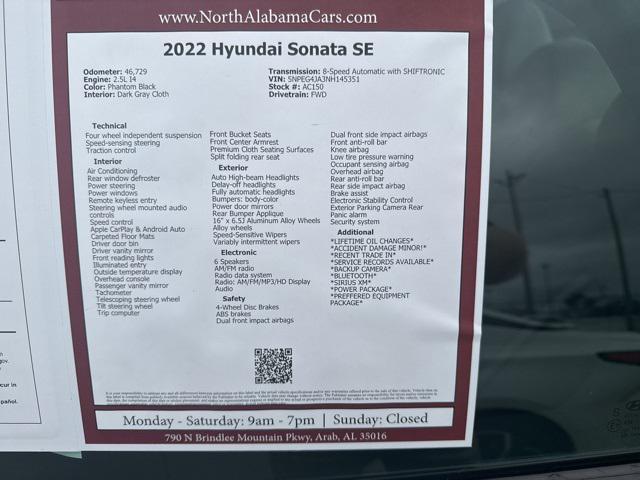 www.NorthAlabamaCars.com
2022 Hyundai Sonata SE
Odometer: 46,729
Engine: 2.5L I4
Color: Phantom Black
Interior: Dark Gray Cloth
Transmission: 8-Speed Automatic with SHIFTRONIC
VIN: 5NPEG4JA3NH145351
Stock #: AC150
Drivetrain: FWD
Technical
Four wheel independent suspension
Speed-sensing steering
Traction control
Interior
Air Conditioning
Rear window defroster
Power steering
Power windows
Remote keyless entry
Steering wheel mounted audio
controls
Speed control
Apple CarPlay & Android Auto
Carpeted Floor Mats
Driver door bin
Driver vanity mirror
Front reading lights
Illuminated entry
Outside temperature display
Overhead console
Passenger vanity mirror
Tachometer
Telescoping steering wheel
Tilt steering wheel
Trip computer
Front Bucket Seats
Front Center Armrest
Premium Cloth Seating Surfaces
Split folding rear seat
Exterior
Auto High-beam Headlights
Delay-off headlights
Fully automatic headlights
Bumpers: body-color
Power door mirrors
Rear Bumper Applique
16" x 6.5J Aluminum Alloy Wheels
Alloy wheels
Speed-Sensitive Wipers
Variably intermittent wipers
Electronic
6 Speakers
AM/FM radio
Radio data system
Radio: AM/FM/MP3/HD Display
Audio
Safety
4-Wheel Disc Brakes
ABS brakes
Dual front impact airbags
Dual front side impact airbags
Front anti-roll bar
Knee airbag
Low tire pressure warning
Occupant sensing airbag
Overhead airbag
Rear anti-roll bar
Rear side impact airbag
Brake assist
Electronic Stability Control
Exterior Parking Camera Rear
Panic alarm
Security system
Additional
*LIFETIME OIL CHANGES*
*ACCIDENT DAMAGE MINOR!*
*RECENT TRADE IN*
*SERVICE RECORDS AVAILABLE*
*BACKUP CAMERA*
*BLUETOOTH*
*SIRIUS XM*
*POWER PACKAGE*
*PREFFERED EQUIPMENT
PACKAGE*
Monday - Saturday: 9am - 7pm | Sunday: Closed
790 N Brindlee Mountain Pkwy, Arab, AL 35016
gov.
cur in
pañol.